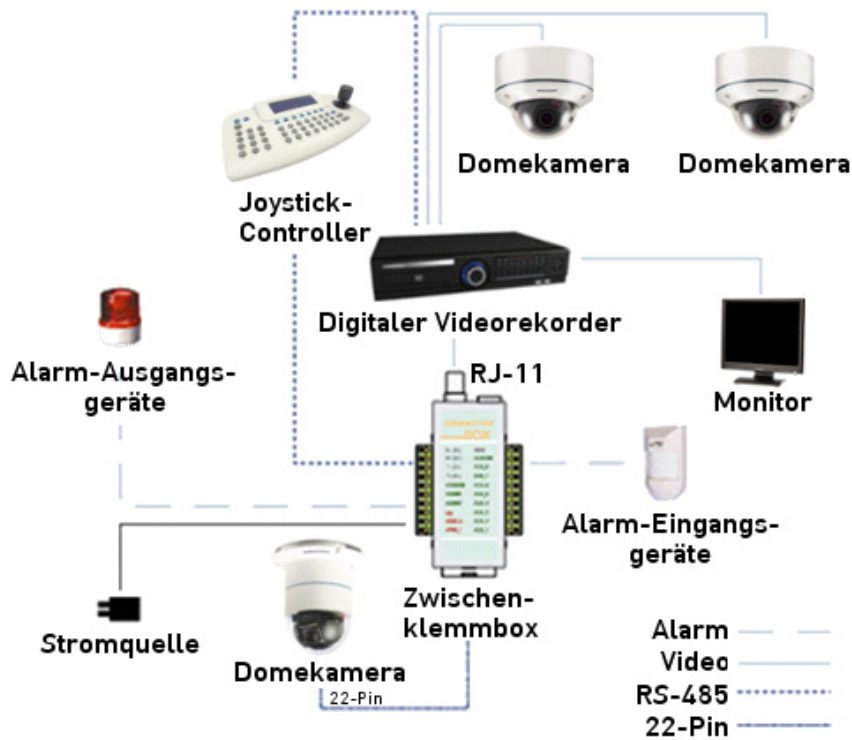 Domekamera
Domekamera
Joystick-
Controller
Digitaler Videorekorder
Alarm-Ausgangs-
geräte
RJ-11
Monitor
BOX
Alarm-Eingangs-
geräte
Zwischen-
klemmbox
Stromquelle
Domekamera
22-Pin
Alarm
Video
RS-485
22-Pin